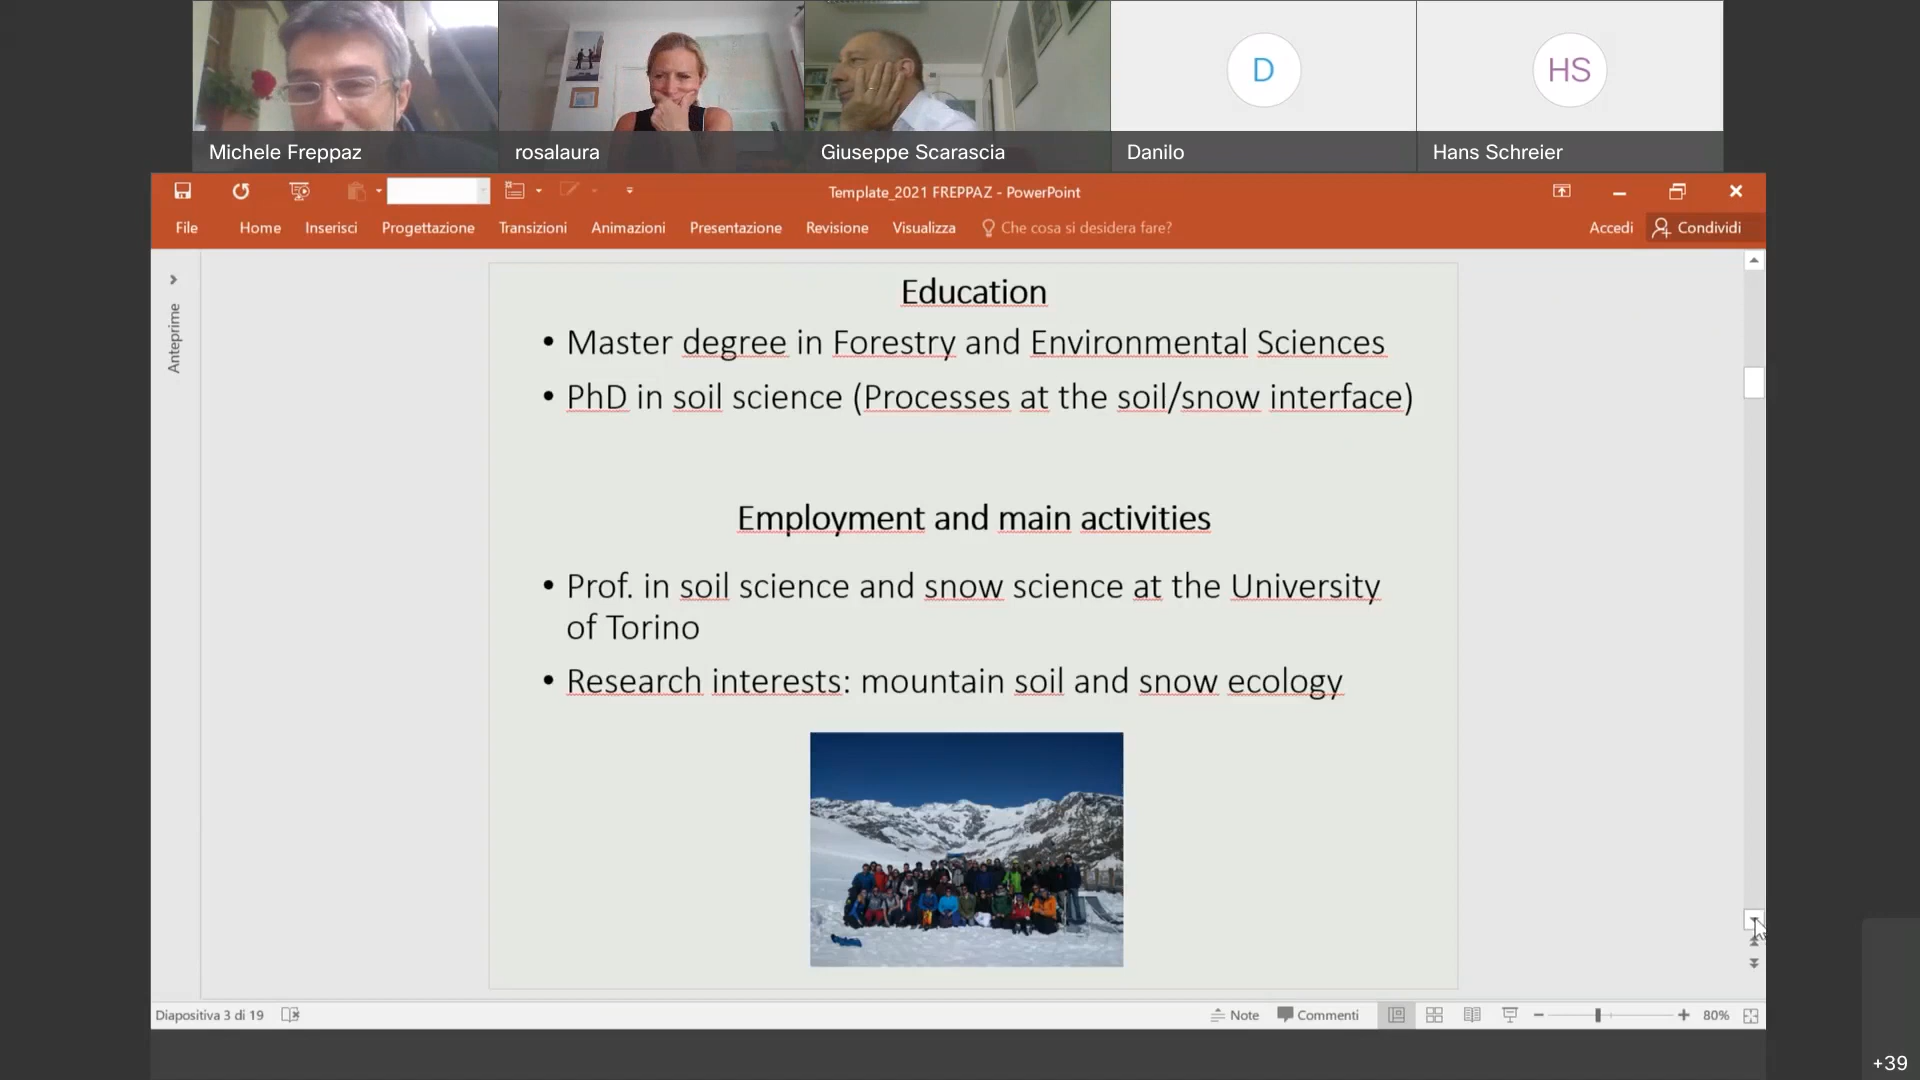 D
HS
Michele Freppaz
rosalaura
Giuseppe Scarascia
Danilo
Hans Schreier
Template_2021 FREPPAZ - PowerPoint
File Home Inserisci Progettazione Transizioni Animazioni Presentazione Revisione Visualizza Che cosa si desidera fare? Accedi Condividi
Anteprime
Education
• Master degree in Forestry and Environmental Sciences
• PhD in soil science (Processes at the soil/snow interface)
Employment and main activities
• Prof. in soil science and snow science at the University
of Torino
• Research interests: mountain soil and snow ecology
Diapositiva 3 di 19 Note Commenti 80%
+39